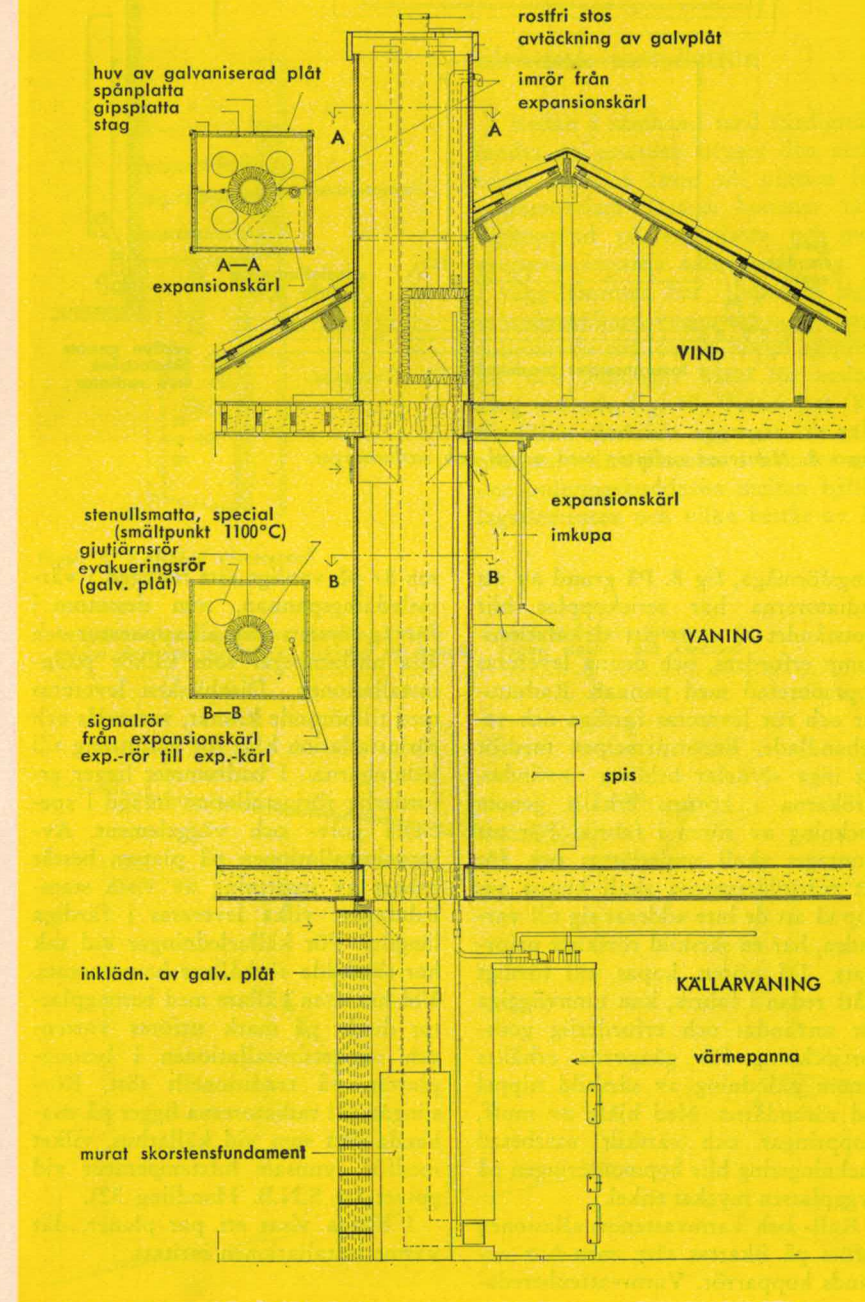 rostfri stos
avtäckning av galvplåt
huv av galvaniserad plåt
spånplatta
gipsplatta
stag
imrör från
expansionskärl
A
A
A—A
expansionskärl
VIND
expansionskärl
imkupa
stenullsmatta, special
(smältpunkt 1100°C)
gjutjärnsrör
evakueringsrör
(galv. plåt)
B
B
VANING
B—B
signalrör
från expansionskärl
exp.-rör till exp.-kärl
spis
inklädn. av galv. plåt
KÄLLARVANING
värmepanna
murat skorstensfundament